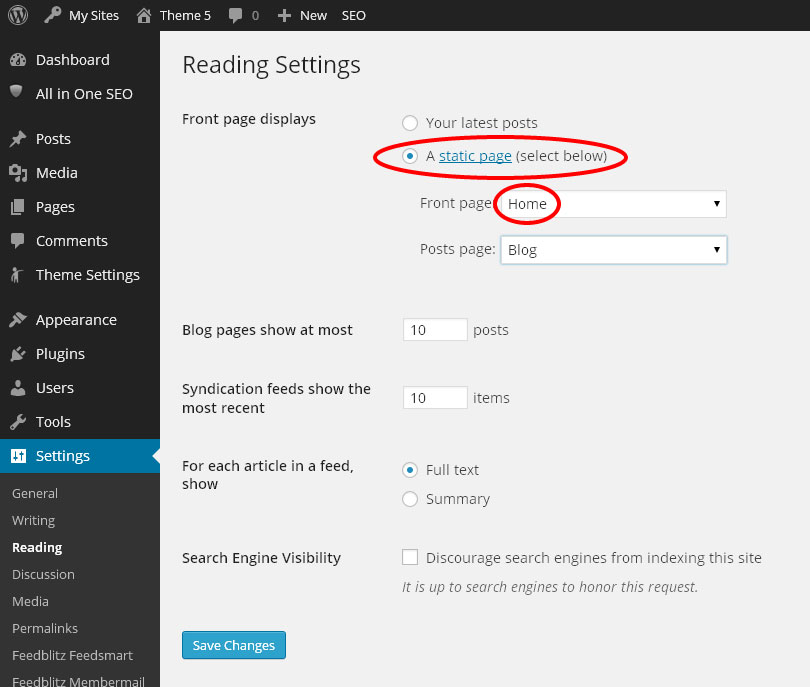 My Sites Theme 5 0 New SEO
Dashboard
All in One SEO
Posts
Media
Pages
Comments
Theme Settings
Appearance
Plugins
Users
Tools
Settings
General
Writing
Reading
Discussion
Media
Permalinks
Feedblitz Feedsmart
Feedblitz Membermail
Reading Settings
Front page displays
Your latest posts
A static page (select below)
Front page: Home
Posts page: Blog
Blog pages show at most 10 posts
Syndication feeds show the
most recent
10 items
For each article in a feed,
show
Full text
Summary
Search Engine Visibility
Discourage search engines from indexing this site
It is up to search engines to honor this request.
Save Changes